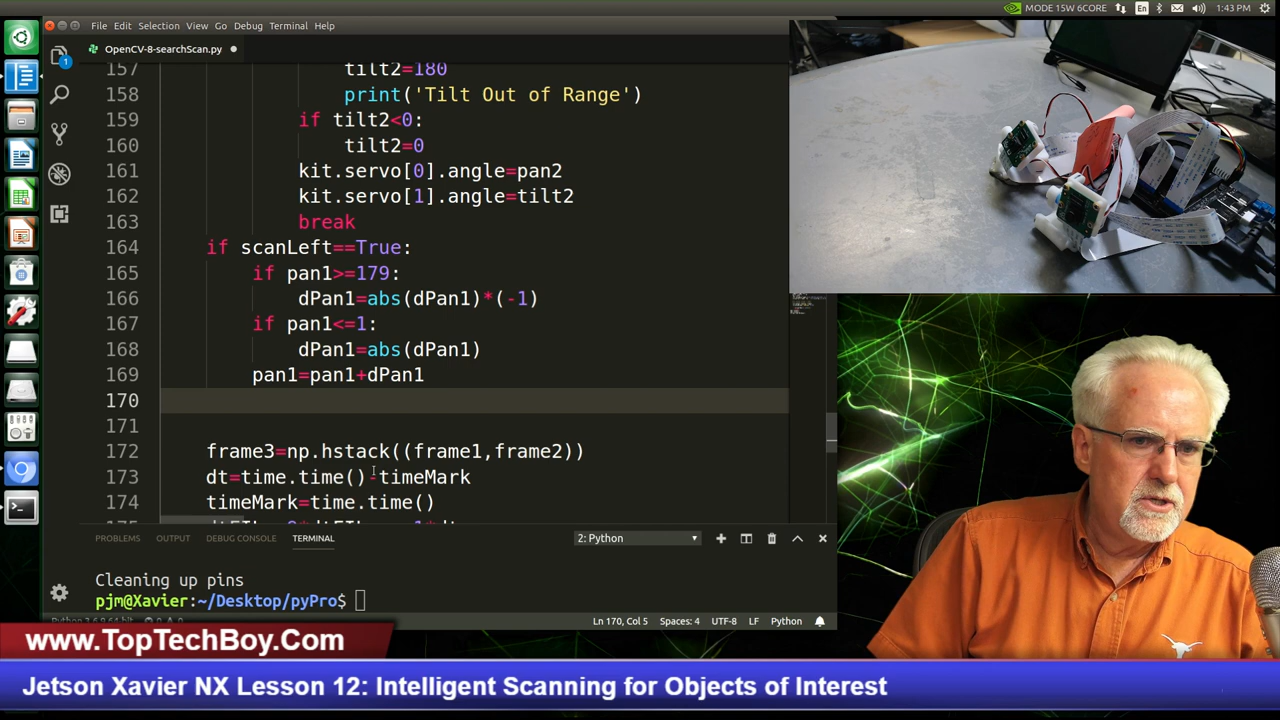 File Edit Selection View Go Debug Terminal Help
MODE 15W 6CORE En 1:43 PM
OpenCV-8-searchScan.py
1
157 tilt2=180
158 print('Tilt Out of Range')
159 if tilt2<0:
160 tilt2=0
161 kit.servo[0].angle=pan2
162 kit.servo[1].angle=tilt2
163 break
164 if scanLeft==True:
165 if pan1>=179:
166 dPan1=abs(dPan1)*(-1)
167 if pan1<=1:
168 dPan1=abs(dPan1)
169 pan1=pan1+dPan1
170
171
172 frame3=np.hstack((frame1,frame2))
173 dt=time.time()-timeMark
174 timeMark=time.time()
PROBLEMS OUTPUT DEBUG CONSOLE TERMINAL 2: Python
Cleaning up pins
pjm@Xavier:~/Desktop/pyPro$
Ln 170, Col 5 Spaces: 4 UTF-8 LF Python
www.TopTechBoy.Com
Jetson Xavier NX Lesson 12: Intelligent Scanning for Objects of Interest